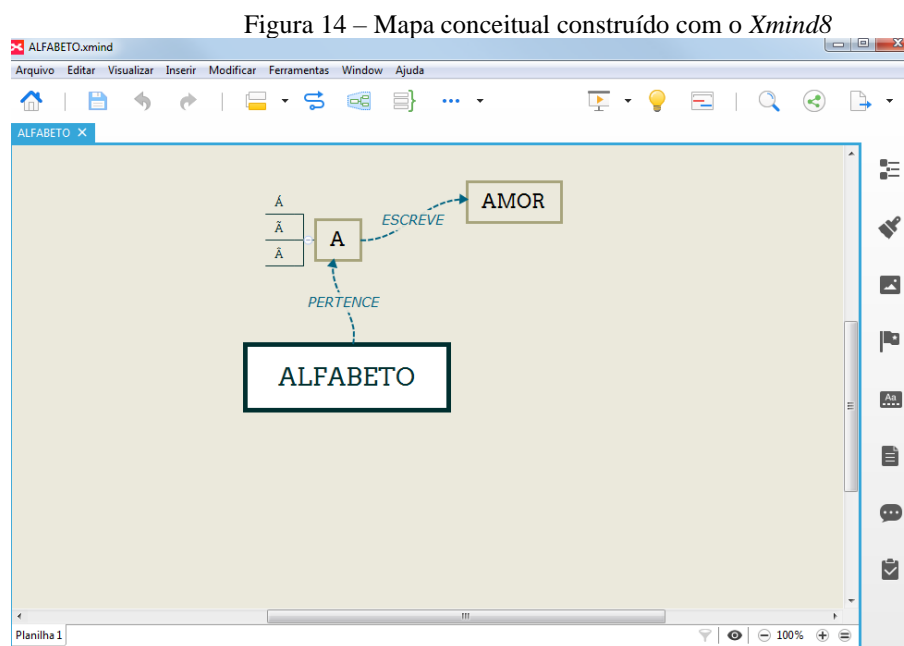 Figura 14 – Mapa conceitual construído com o Xmind8
ALFABETO.xmind
Arquivo Editar Visualizar Inserir Modificar Ferramentas Window Ajuda
ALFABETO
Á
Ã
Â
A
ESCREVE
AMOR
PERTENCE
ALFABETO
Aa
Planilha 1
100%